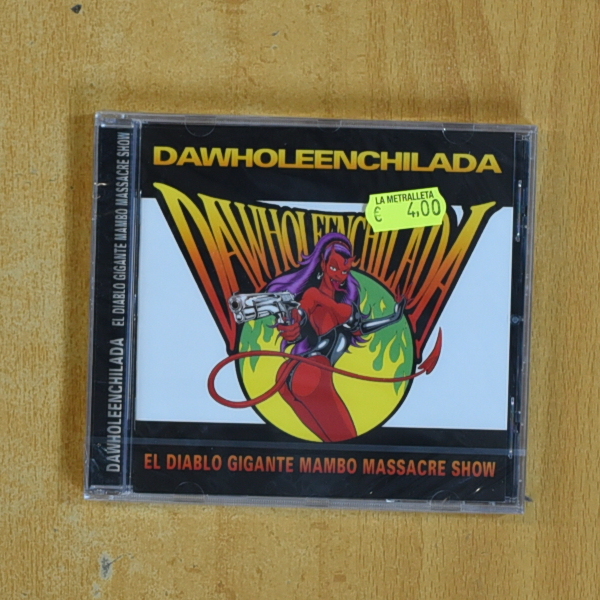 DAWHOLEENCHILADA
LA METRALLETA
€ 4,00
DAWHOLEENCHILADA
EL DIABLO GIGANTE MAMBO MASSACRE SHOW
DAWHOLEENCHILADA EL DIABLO GIGANTE MAMBO MASSACRE SHOW